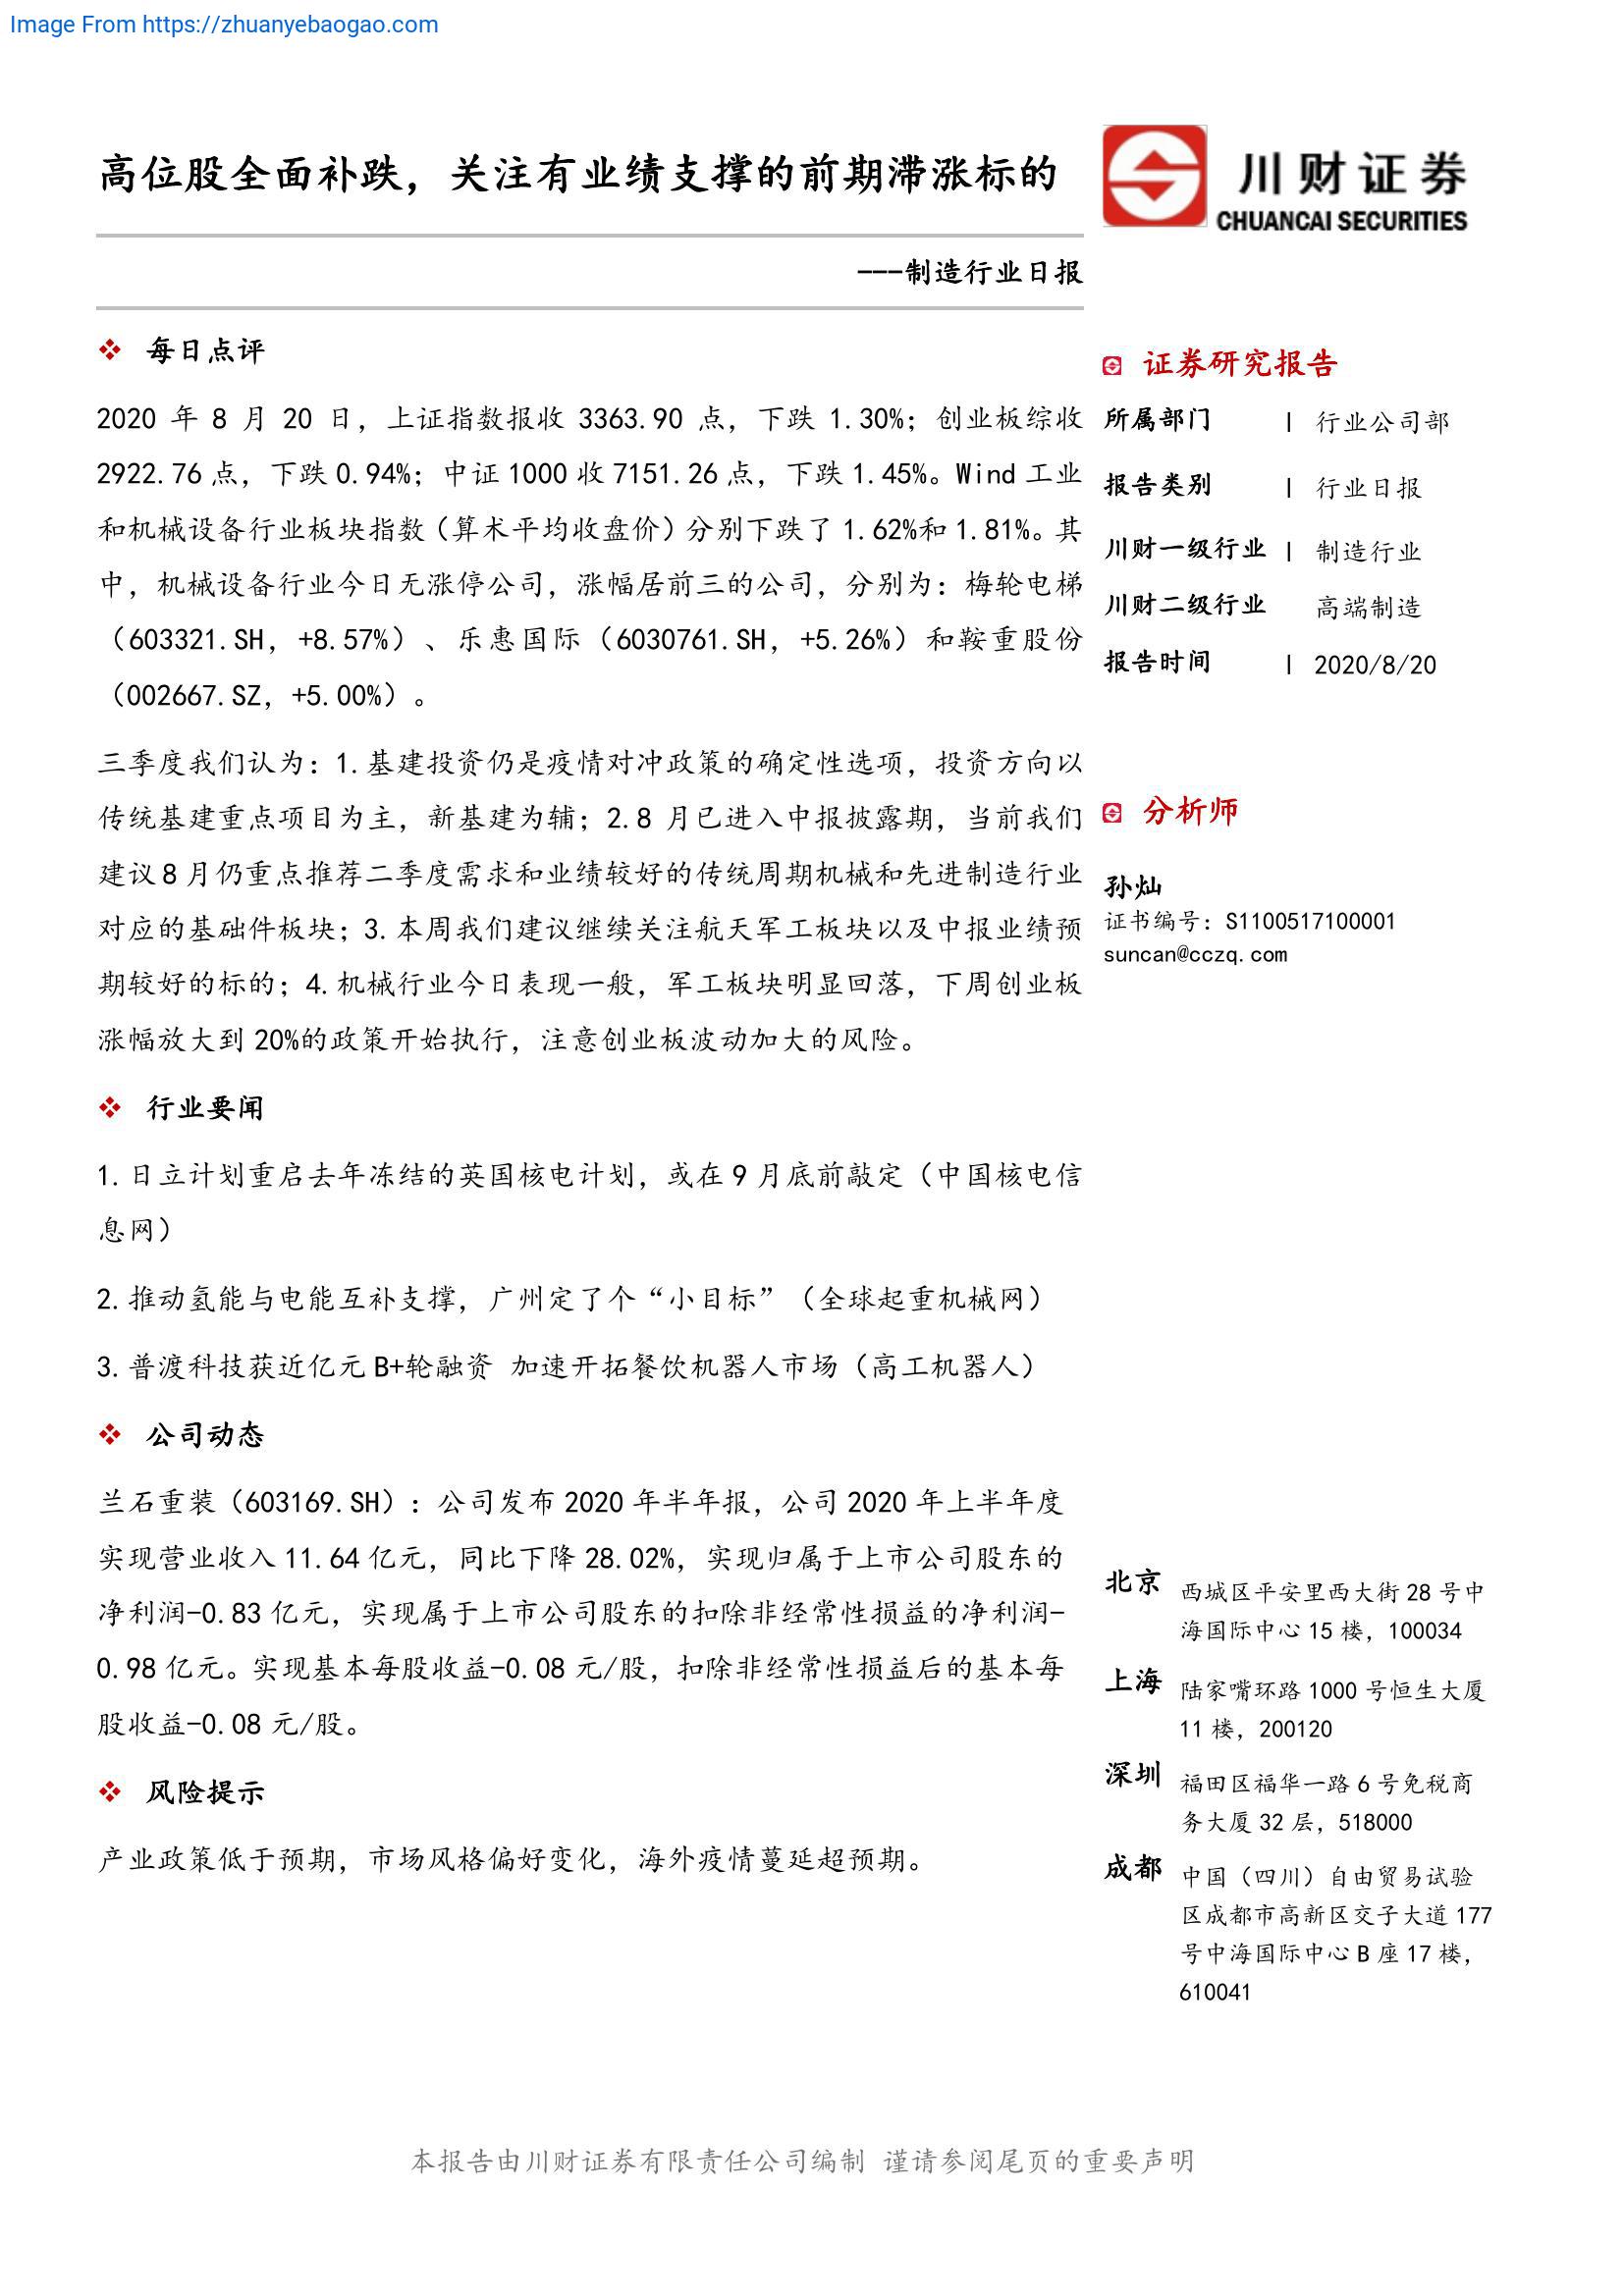 Image From https://zhuanyebaogao.com
高位股全面补跌，关注有业绩支撑的前期滞涨标的
---制造行业日报
川财证券
CHUANCAI SECURITIES
❖ 每日点评
2020 年 8 月 20 日，上证指数报收 3363.90 点，下跌 1.30%；创业板综收
2922.76 点，下跌 0.94%；中证 1000 收 7151.26 点，下跌 1.45%。Wind 工业
和机械设备行业板块指数（算术平均收盘价）分别下跌了 1.62%和 1.81%。其
中，机械设备行业今日无涨停公司，涨幅居前三的公司，分别为：梅轮电梯
（603321.SH，+8.57%）、乐惠国际（6030761.SH，+5.26%）和鞍重股份
（002667.SZ，+5.00%）。
三季度我们认为：1.基建投资仍是疫情对冲政策的确定性选项，投资方向以
传统基建重点项目为主，新基建为辅；2.8 月已进入中报披露期，当前我们
建议 8 月仍重点推荐二季度需求和业绩较好的传统周期机械和先进制造行业
对应的基础件板块；3.本周我们建议继续关注航天军工板块以及中报业绩预
期较好的标的；4.机械行业今日表现一般，军工板块明显回落，下周创业板
涨幅放大到 20%的政策开始执行，注意创业板波动加大的风险。
❖ 行业要闻
1.日立计划重启去年冻结的英国核电计划，或在 9 月底前敲定（中国核电信
息网）
2.推动氢能与电能互补支撑，广州定了个“小目标”（全球起重机械网）
3.普渡科技获近亿元 B+轮融资 加速开拓餐饮机器人市场（高工机器人）
❖ 公司动态
兰石重装（603169.SH）：公司发布 2020 年半年报，公司 2020 年上半年度
实现营业收入 11.64 亿元，同比下降 28.02%，实现归属于上市公司股东的
净利润-0.83 亿元，实现属于上市公司股东的扣除非经常性损益的净利润-
0.98 亿元。实现基本每股收益-0.08 元/股，扣除非经常性损益后的基本每
股收益-0.08 元/股。
❖ 风险提示
产业政策低于预期，市场风格偏好变化，海外疫情蔓延超预期。
证券研究报告
所属部门 | 行业公司部
报告类别 | 行业日报
川财一级行业 | 制造行业
川财二级行业 高端制造
报告时间 | 2020/8/20
分析师
孙灿
证书编号：S1100517100001
suncan@cczq.com
北京 西城区平安里西大街 28 号中
海国际中心 15 楼，100034
上海 陆家嘴环路 1000 号恒生大厦
11 楼，200120
深圳 福田区福华一路 6 号免税商
务大厦 32 层，518000
成都 中国（四川）自由贸易试验
区成都市高新区交子大道 177
号中海国际中心 B 座 17 楼，
610041
本报告由川财证券有限责任公司编制 谨请参阅尾页的重要声明